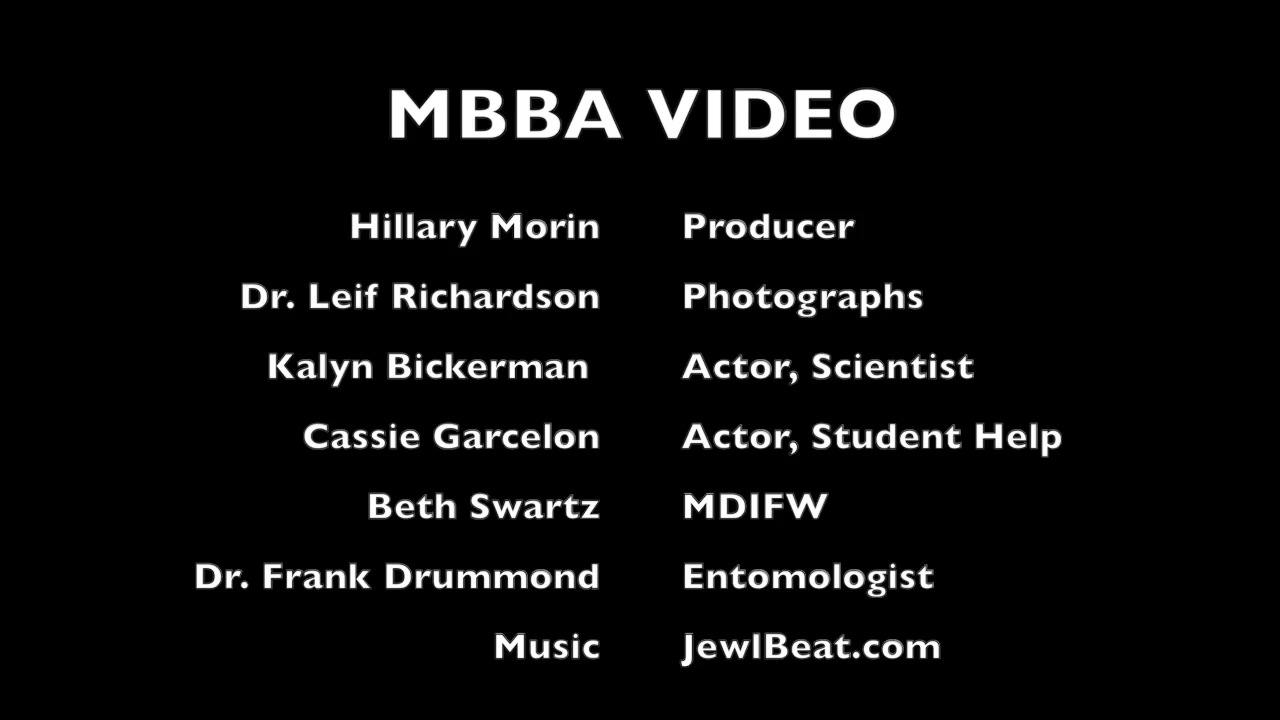 MBBA VIDEO
Hillary Morin Producer
Dr. Leif Richardson Photographs
Kalyn Bickerman Actor, Scientist
Cassie Garcelon Actor, Student Help
Beth Swartz MDIFW
Dr. Frank Drummond Entomologist
Music JewlBeat.com